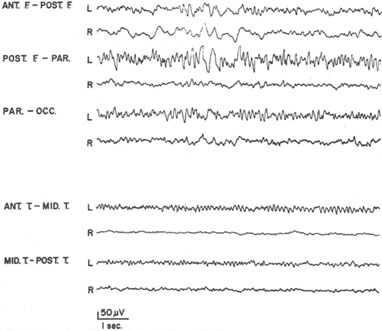 ANT. F - POST. F L
R
POST. F - PAR. L
R
PAR. - OCC. L
R
ANT. T. - MID. T. L
R
MID. T. - POST. T. L
R
50 µV
1 sec.